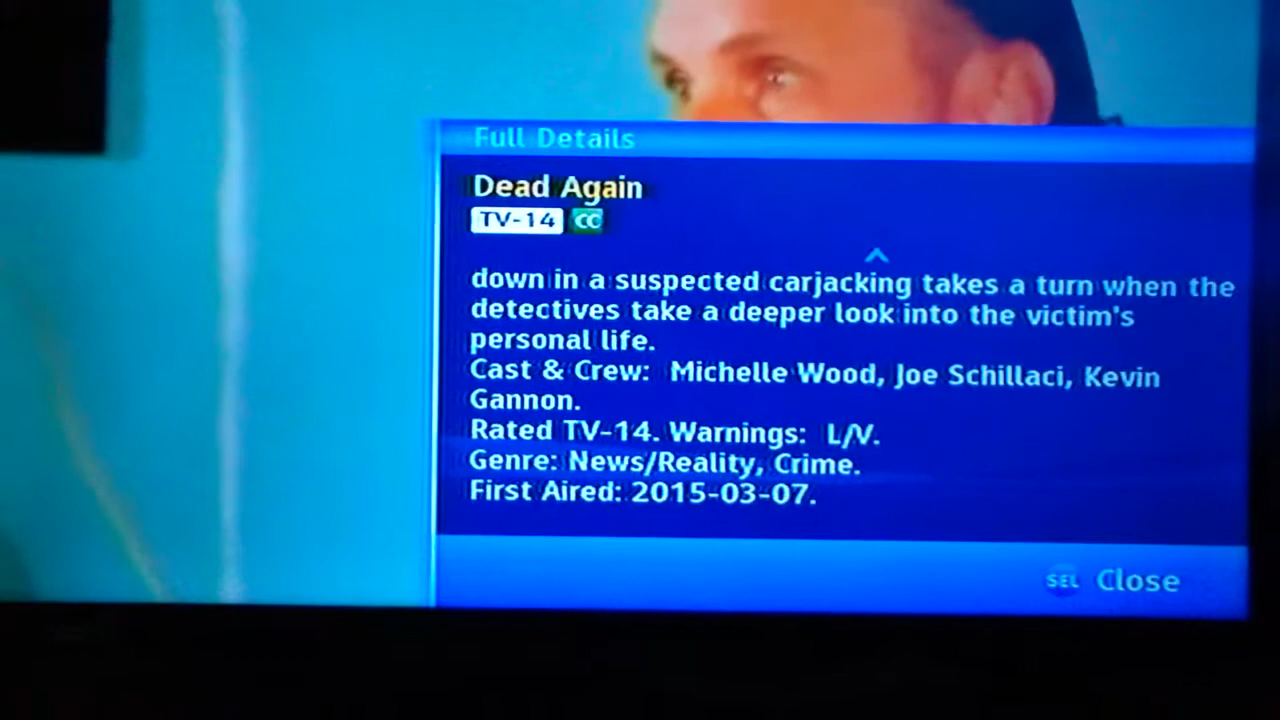 Full Details
Dead Again
TV-14 CC
down in a suspected carjacking takes a turn when the
detectives take a deeper look into the victim's
personal life.
Cast & Crew:  Michelle Wood, Joe Schillaci, Kevin
Gannon.
Rated TV-14. Warnings:  L/V.
Genre: News/Reality, Crime.
First Aired: 2015-03-07.
SEL Close